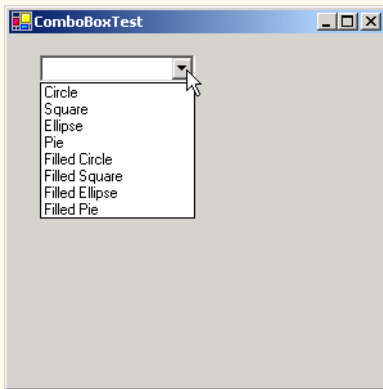 ComboBoxTest
Circle
Square
Ellipse
Pie
Filled Circle
Filled Square
Filled Ellipse
Filled Pie